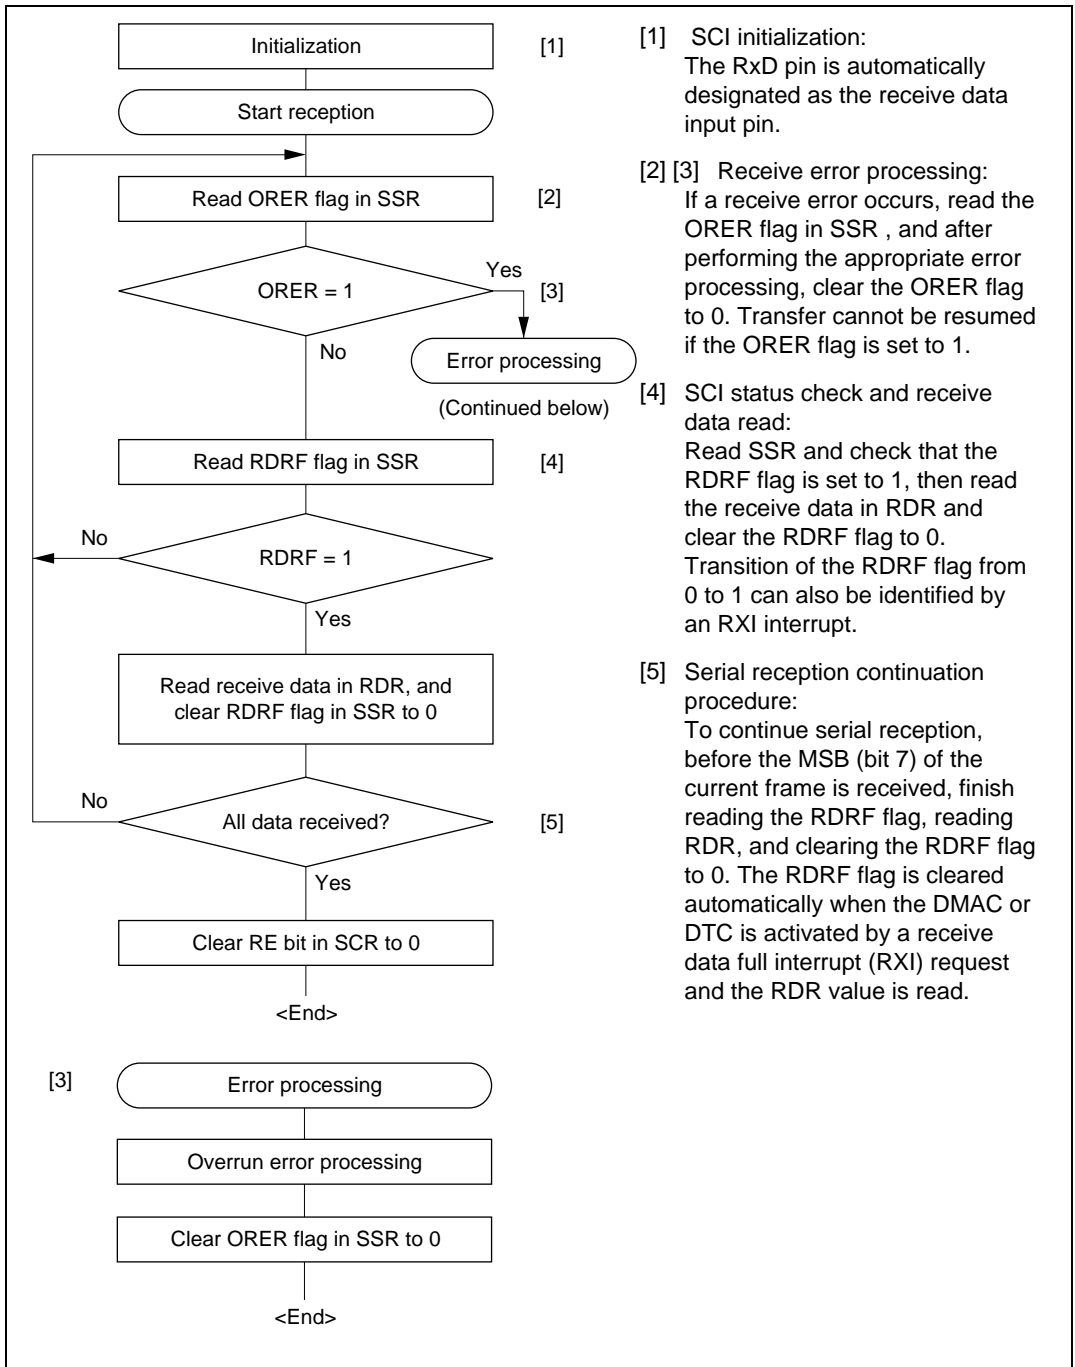 Initialization
[1]
Start reception
Read ORER flag in SSR
[2]
ORER = 1
Yes
[3]
No
Error processing
(Continued below)
Read RDRF flag in SSR
[4]
No
RDRF = 1
Yes
Read receive data in RDR, and
clear RDRF flag in SSR to 0
No
All data received?
[5]
Yes
Clear RE bit in SCR to 0
<End>
[3]
Error processing
Overrun error processing
Clear ORER flag in SSR to 0
<End>
[1] SCI initialization:
The RxD pin is automatically
designated as the receive data
input pin.
[2] [3] Receive error processing:
If a receive error occurs, read the
ORER flag in SSR , and after
performing the appropriate error
processing, clear the ORER flag
to 0. Transfer cannot be resumed
if the ORER flag is set to 1.
[4] SCI status check and receive
data read:
Read SSR and check that the
RDRF flag is set to 1, then read
the receive data in RDR and
clear the RDRF flag to 0.
Transition of the RDRF flag from
0 to 1 can also be identified by
an RXI interrupt.
[5] Serial reception continuation
procedure:
To continue serial reception,
before the MSB (bit 7) of the
current frame is received, finish
reading the RDRF flag, reading
RDR, and clearing the RDRF flag
to 0. The RDRF flag is cleared
automatically when the DMAC or
DTC is activated by a receive
data full interrupt (RXI) request
and the RDR value is read.